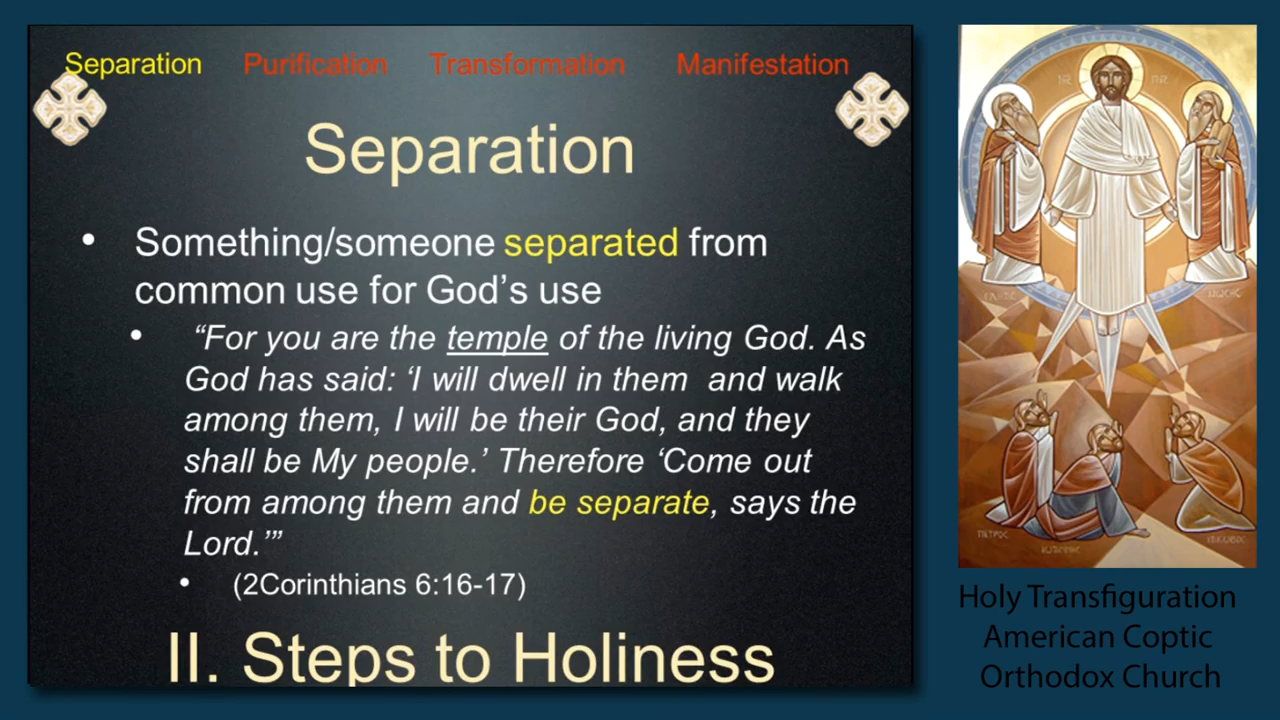 Separation Purification Transformation Manifestation
Separation
• Something/someone separated from
common use for God’s use
• “For you are the temple of the living God. As
God has said: ‘I will dwell in them and walk
among them, I will be their God, and they
shall be My people.’ Therefore ‘Come out
from among them and be separate, says the
Lord.’”
• (2Corinthians 6:16-17)
II. Steps to Holiness
Holy Transfiguration
American Coptic
Orthodox Church